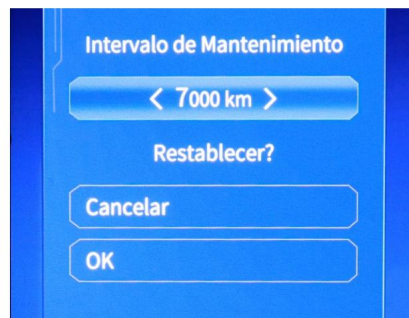 Intervalo de Mantenimiento
< 7000 km >
Restablecer?
Cancelar
OK